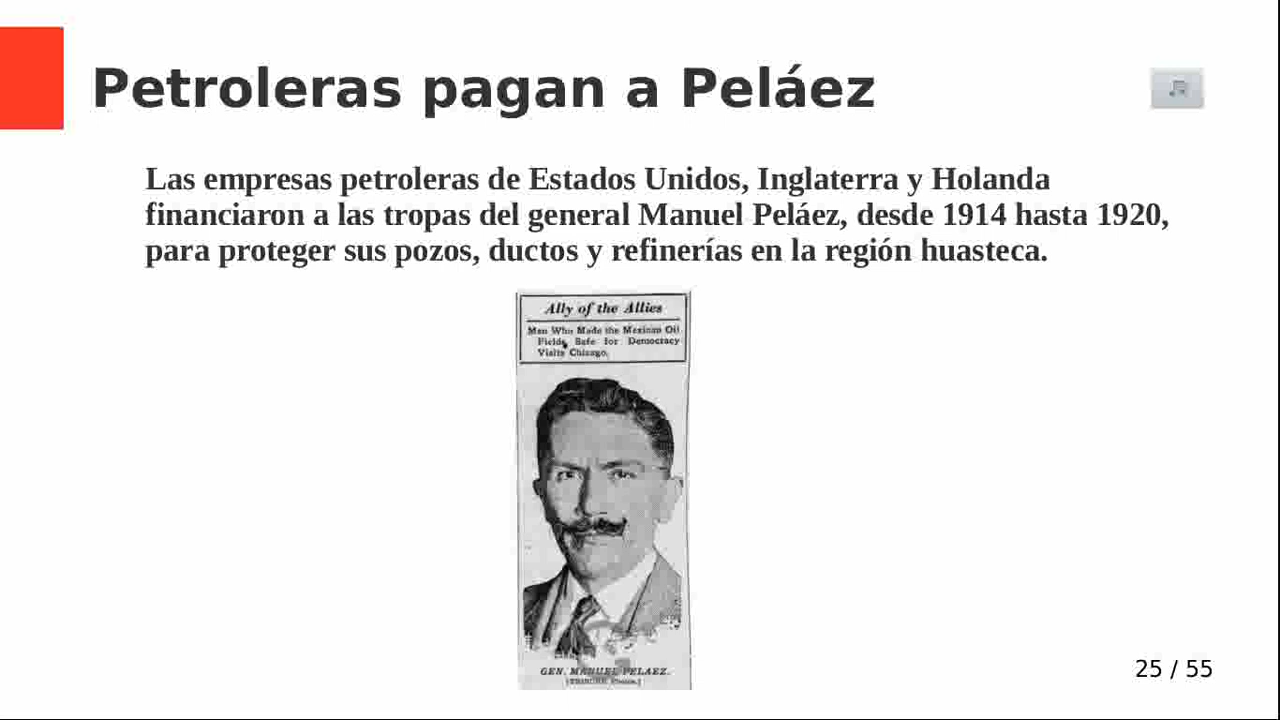 Petroleras pagan a Peláez
Las empresas petroleras de Estados Unidos, Inglaterra y Holanda
financiaron a las tropas del general Manuel Peláez, desde 1914 hasta 1920,
para proteger sus pozos, ductos y refinerías en la región huasteca.
Ally of the Allies
Man Who Made the Mexican Oil
Fields Safe for Democracy
Visits Chicago.
GEN. MANUEL PELAEZ.
25 / 55